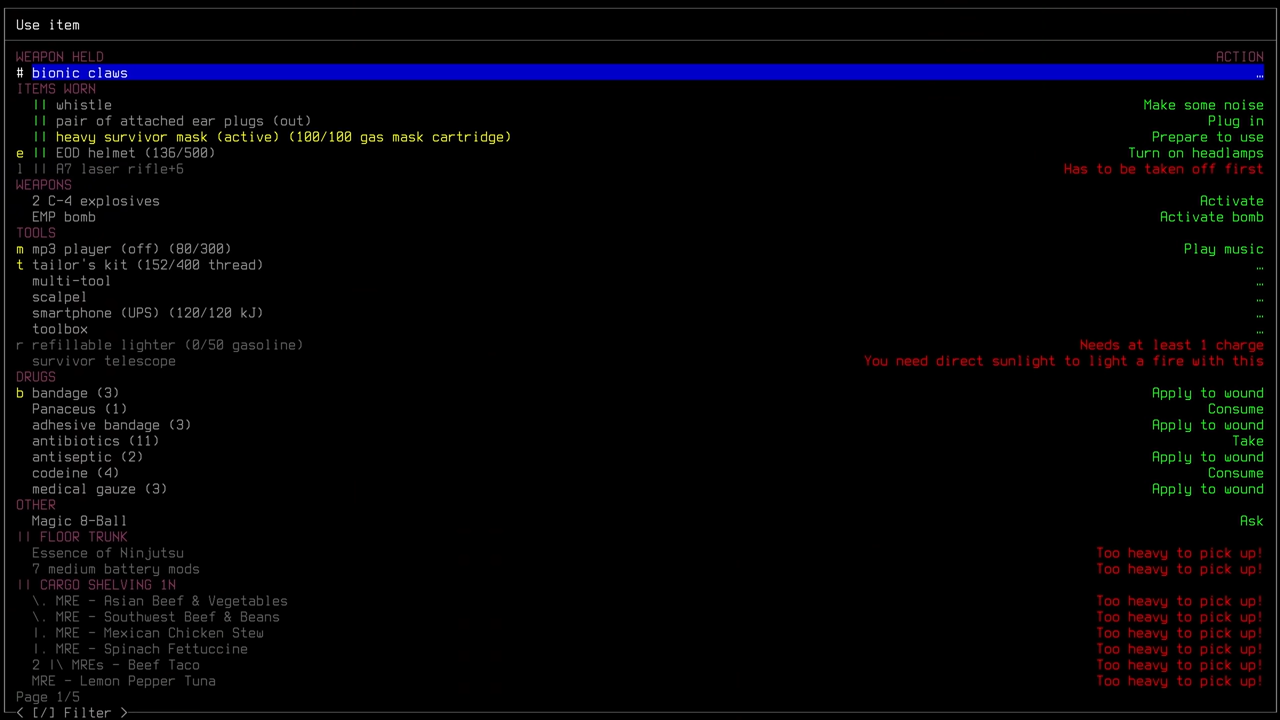 Use item
WEAPON HELD ACTION
# bionic claws …
ITEMS WORN
|| whistle Make some noise
|| pair of attached ear plugs (out) Plug in
|| heavy survivor mask (active) (100/100 gas mask cartridge) Prepare to use
e || EOD helmet (136/500) Turn on headlamps
l || A7 laser rifle+6 Has to be taken off first
WEAPONS
2 C-4 explosives Activate
EMP bomb Activate bomb
TOOLS
m mp3 player (off) (80/300) Play music
t tailor's kit (152/400 thread) …
multi-tool …
scalpel …
smartphone (UPS) (120/120 kJ) …
toolbox …
r refillable lighter (0/50 gasoline) Needs at least 1 charge
survivor telescope You need direct sunlight to light a fire with this
DRUGS
b bandage (3) Apply to wound
Panaceus (1) Consume
adhesive bandage (3) Apply to wound
antibiotics (11) Take
antiseptic (2) Apply to wound
codeine (4) Consume
medical gauze (3) Apply to wound
OTHER
Magic 8-Ball Ask
|| FLOOR TRUNK
Essence of Ninjutsu Too heavy to pick up!
7 medium battery mods Too heavy to pick up!
|| CARGO SHELVING 1N
\. MRE - Asian Beef & Vegetables Too heavy to pick up!
\. MRE - Southwest Beef & Beans Too heavy to pick up!
|. MRE - Mexican Chicken Stew Too heavy to pick up!
|. MRE - Spinach Fettuccine Too heavy to pick up!
2 |\ MREs - Beef Taco Too heavy to pick up!
MRE - Lemon Pepper Tuna Too heavy to pick up!
Page 1/5
< [/] Filter >